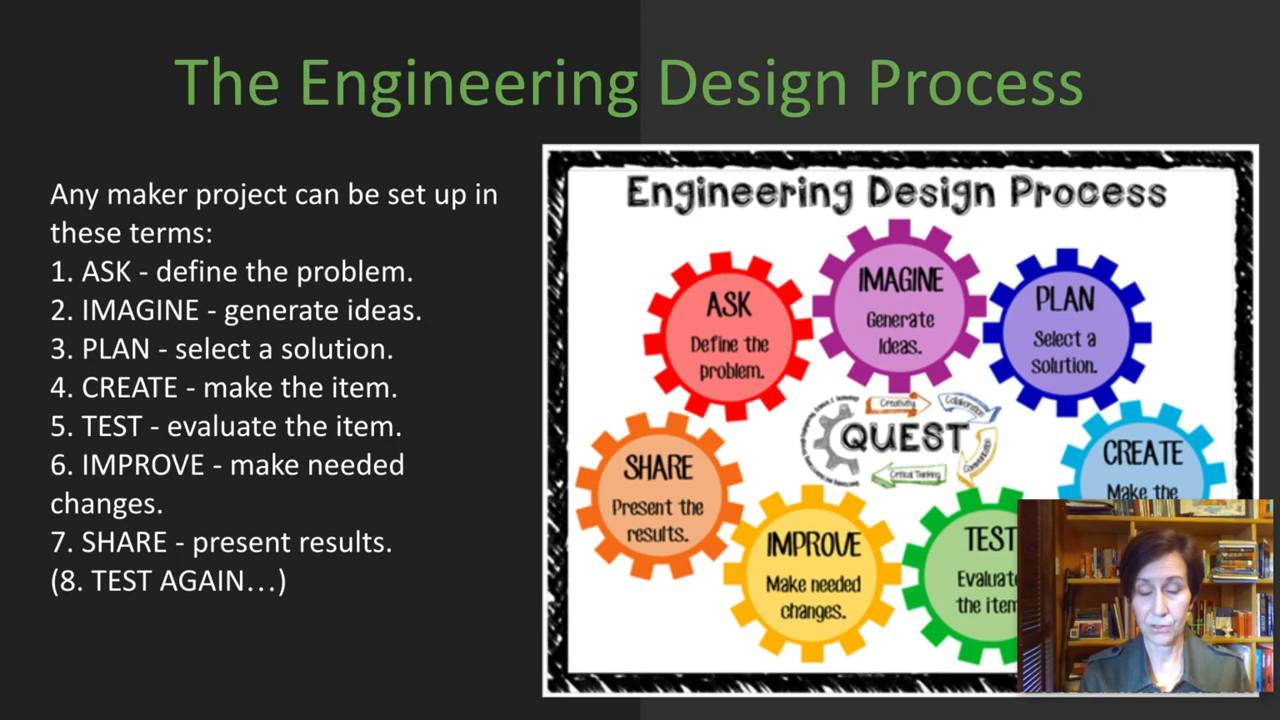 The Engineering Design Process
Any maker project can be set up in
these terms:
1. ASK - define the problem.
2. IMAGINE - generate ideas.
3. PLAN - select a solution.
4. CREATE - make the item.
5. TEST - evaluate the item.
6. IMPROVE - make needed
changes.
7. SHARE - present results.
(8. TEST AGAIN...)
Engineering Design Process
ASK
Define the
problem.
IMAGINE
Generate
Ideas.
PLAN
Select a
solution.
CREATE
Make the
TEST
Evaluate
the item
IMPROVE
Make needed
changes.
SHARE
Present the
results.
QUEST
Creativity
Collaboration
Communication
Critical Thinking